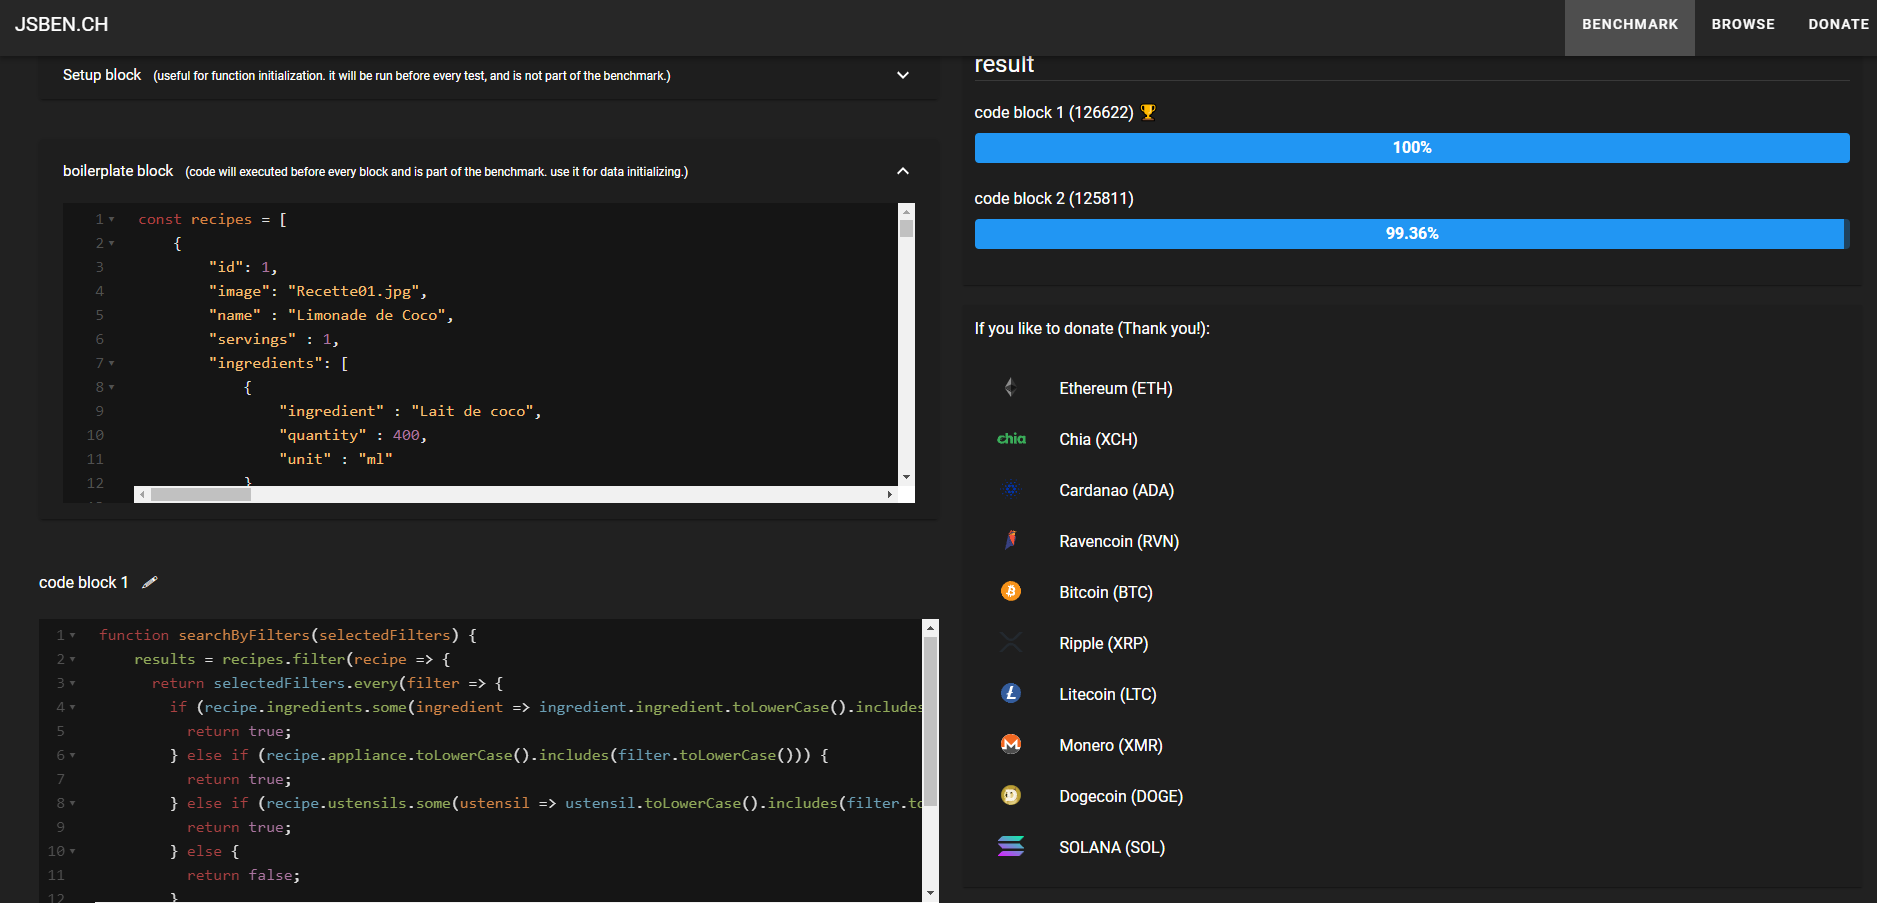 JSBEN.CH
BENCHMARK BROWSE DONATE
Setup block (useful for function initialization. it will be run before every test, and is not part of the benchmark.)
boilerplate block (code will executed before every block and is part of the benchmark. use it for data initializing.)
1 const recipes = [
2 {
3 "id": 1,
4 "image": "Recette01.jpg",
5 "name" : "Limonade de Coco",
6 "servings" : 1,
7 "ingredients": [
8 {
9 "ingredient" : "Lait de coco",
10 "quantity" : 400,
11 "unit" : "ml"
12 }
code block 1
1 function searchByFilters(selectedFilters) {
2 results = recipes.filter(recipe => {
3 return selectedFilters.every(filter => {
4 if (recipe.ingredients.some(ingredient => ingredient.ingredient.toLowerCase().includes
5 return true;
6 } else if (recipe.appliance.toLowerCase().includes(filter.toLowerCase())) {
7 return true;
8 } else if (recipe.ustensils.some(ustensil => ustensil.toLowerCase().includes(filter.to
9 return true;
10 } else {
11 return false;
12 }
result
code block 1 (126622)
100%
code block 2 (125811)
99.36%
If you like to donate (Thank you!):
Ethereum (ETH)
chia Chia (XCH)
Cardanao (ADA)
Ravencoin (RVN)
Bitcoin (BTC)
Ripple (XRP)
Litecoin (LTC)
Monero (XMR)
Dogecoin (DOGE)
SOLANA (SOL)